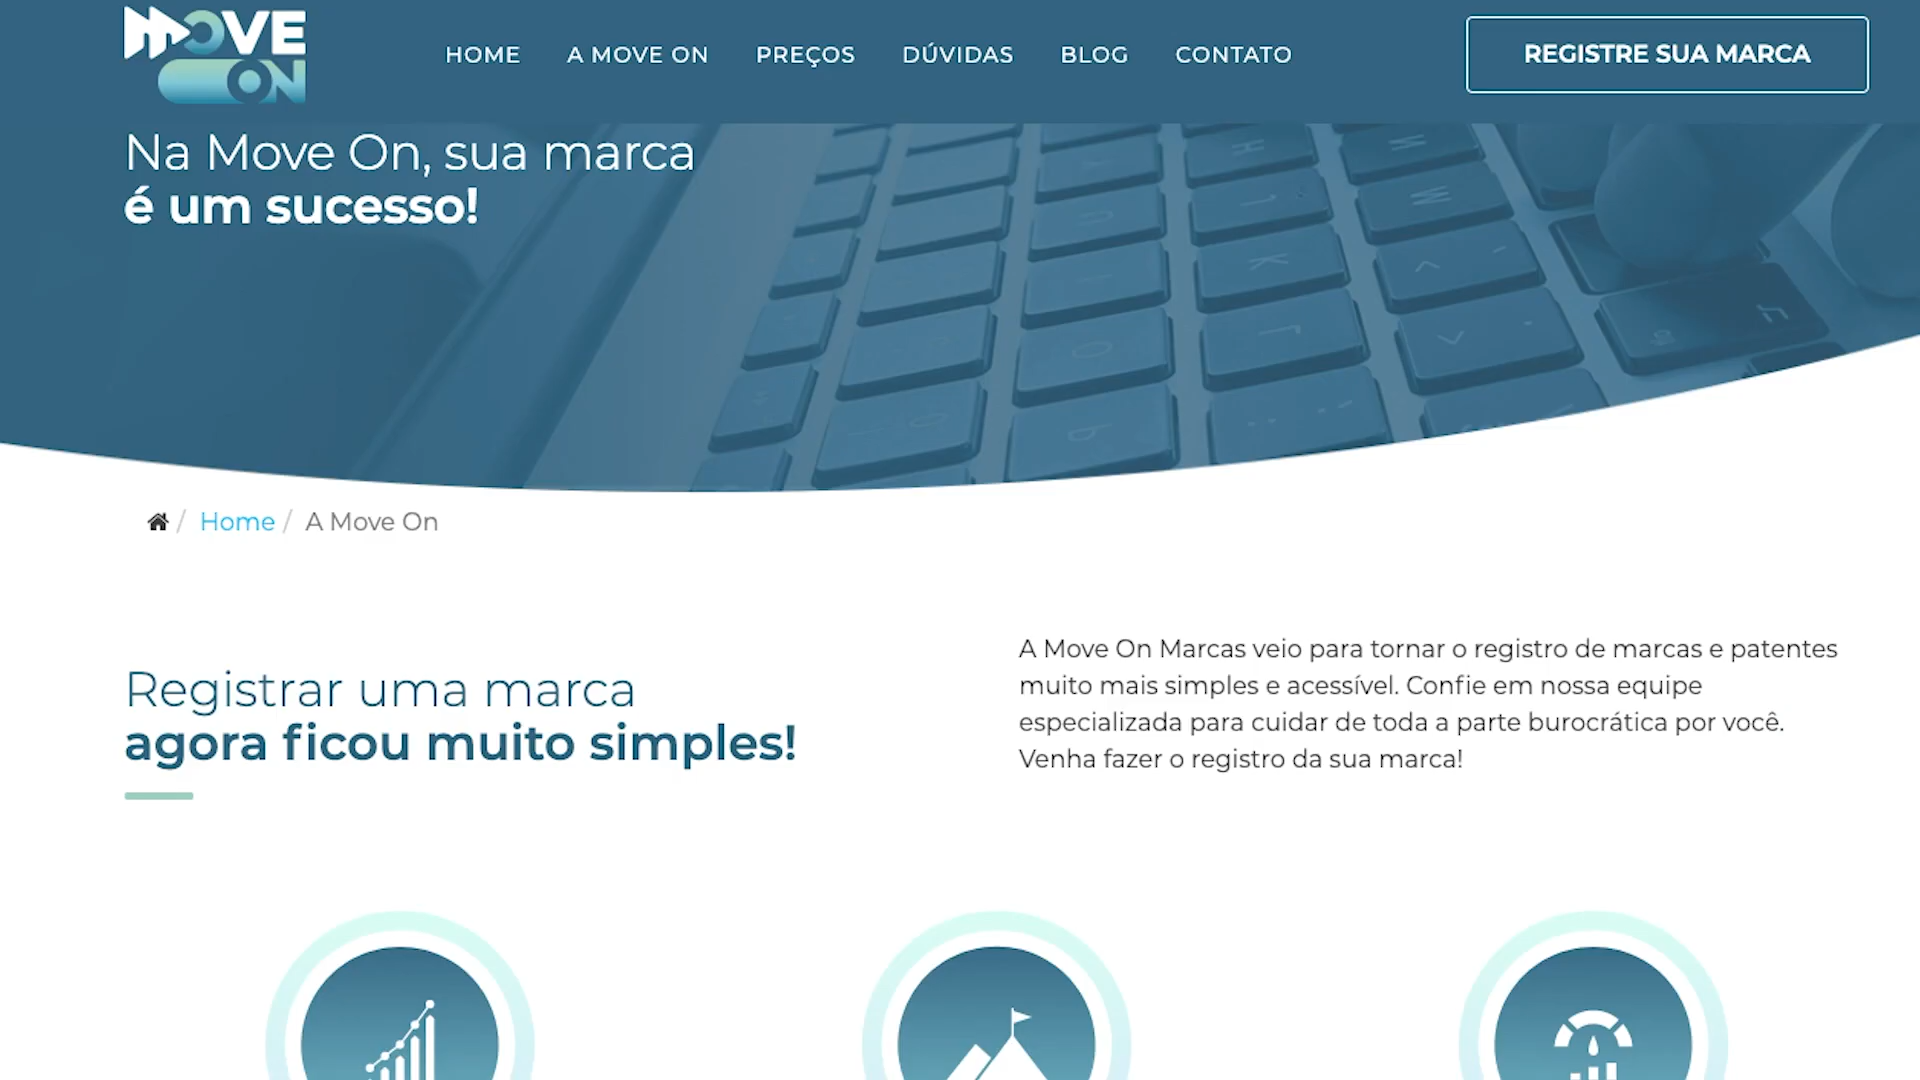 MOVE
ON
HOME
A MOVE ON
PREÇOS
DÚVIDAS
BLOG
CONTATO
REGISTRE SUA MARCA
Na Move On, sua marca
é um sucesso!
/ Home / A Move On
Registrar uma marca
agora ficou muito simples!
A Move On Marcas veio para tornar o registro de marcas e patentes
muito mais simples e acessível. Confie em nossa equipe
especializada para cuidar de toda a parte burocrática por você.
Venha fazer o registro da sua marca!